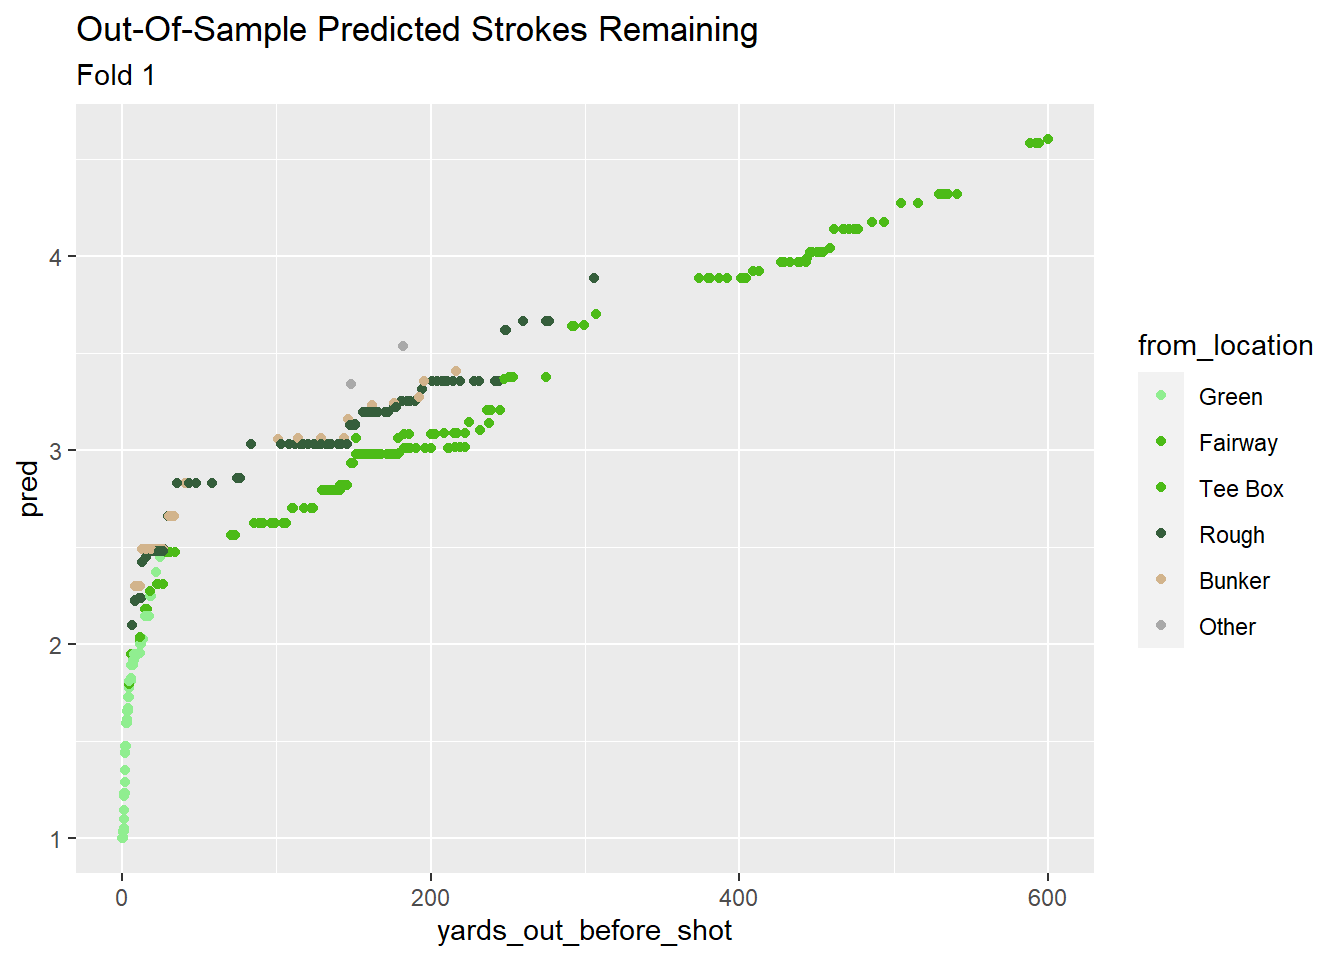 Out-Of-Sample Predicted Strokes Remaining
Fold 1
pred
4
3
2
1
0
200
400
600
yards_out_before_shot
from_location
Green
Fairway
Tee Box
Rough
Bunker
Other